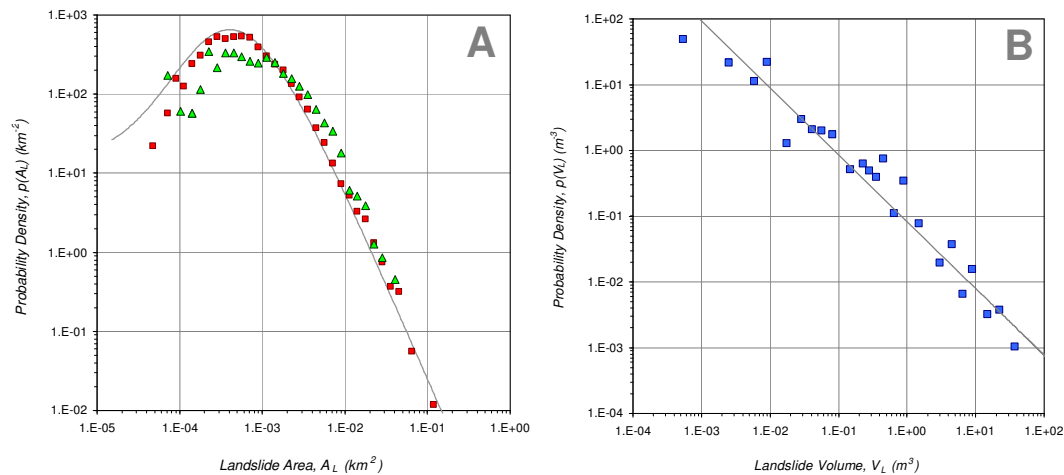 A
1.E+03
1.E+02
1.E+01
1.E+00
1.E-01
1.E-02
Probability Density, p(AL) (km-2)
1.E-05 1.E-04 1.E-03 1.E-02 1.E-01 1.E+00
Landslide Area, AL (km2)
B
1.E+02
1.E+01
1.E+00
1.E-01
1.E-02
1.E-03
1.E-04
Probability Density, p(VL) (m-3)
1.E-04 1.E-03 1.E-02 1.E-01 1.E+00 1.E+01 1.E+02
Landslide Volume, VL (m3)